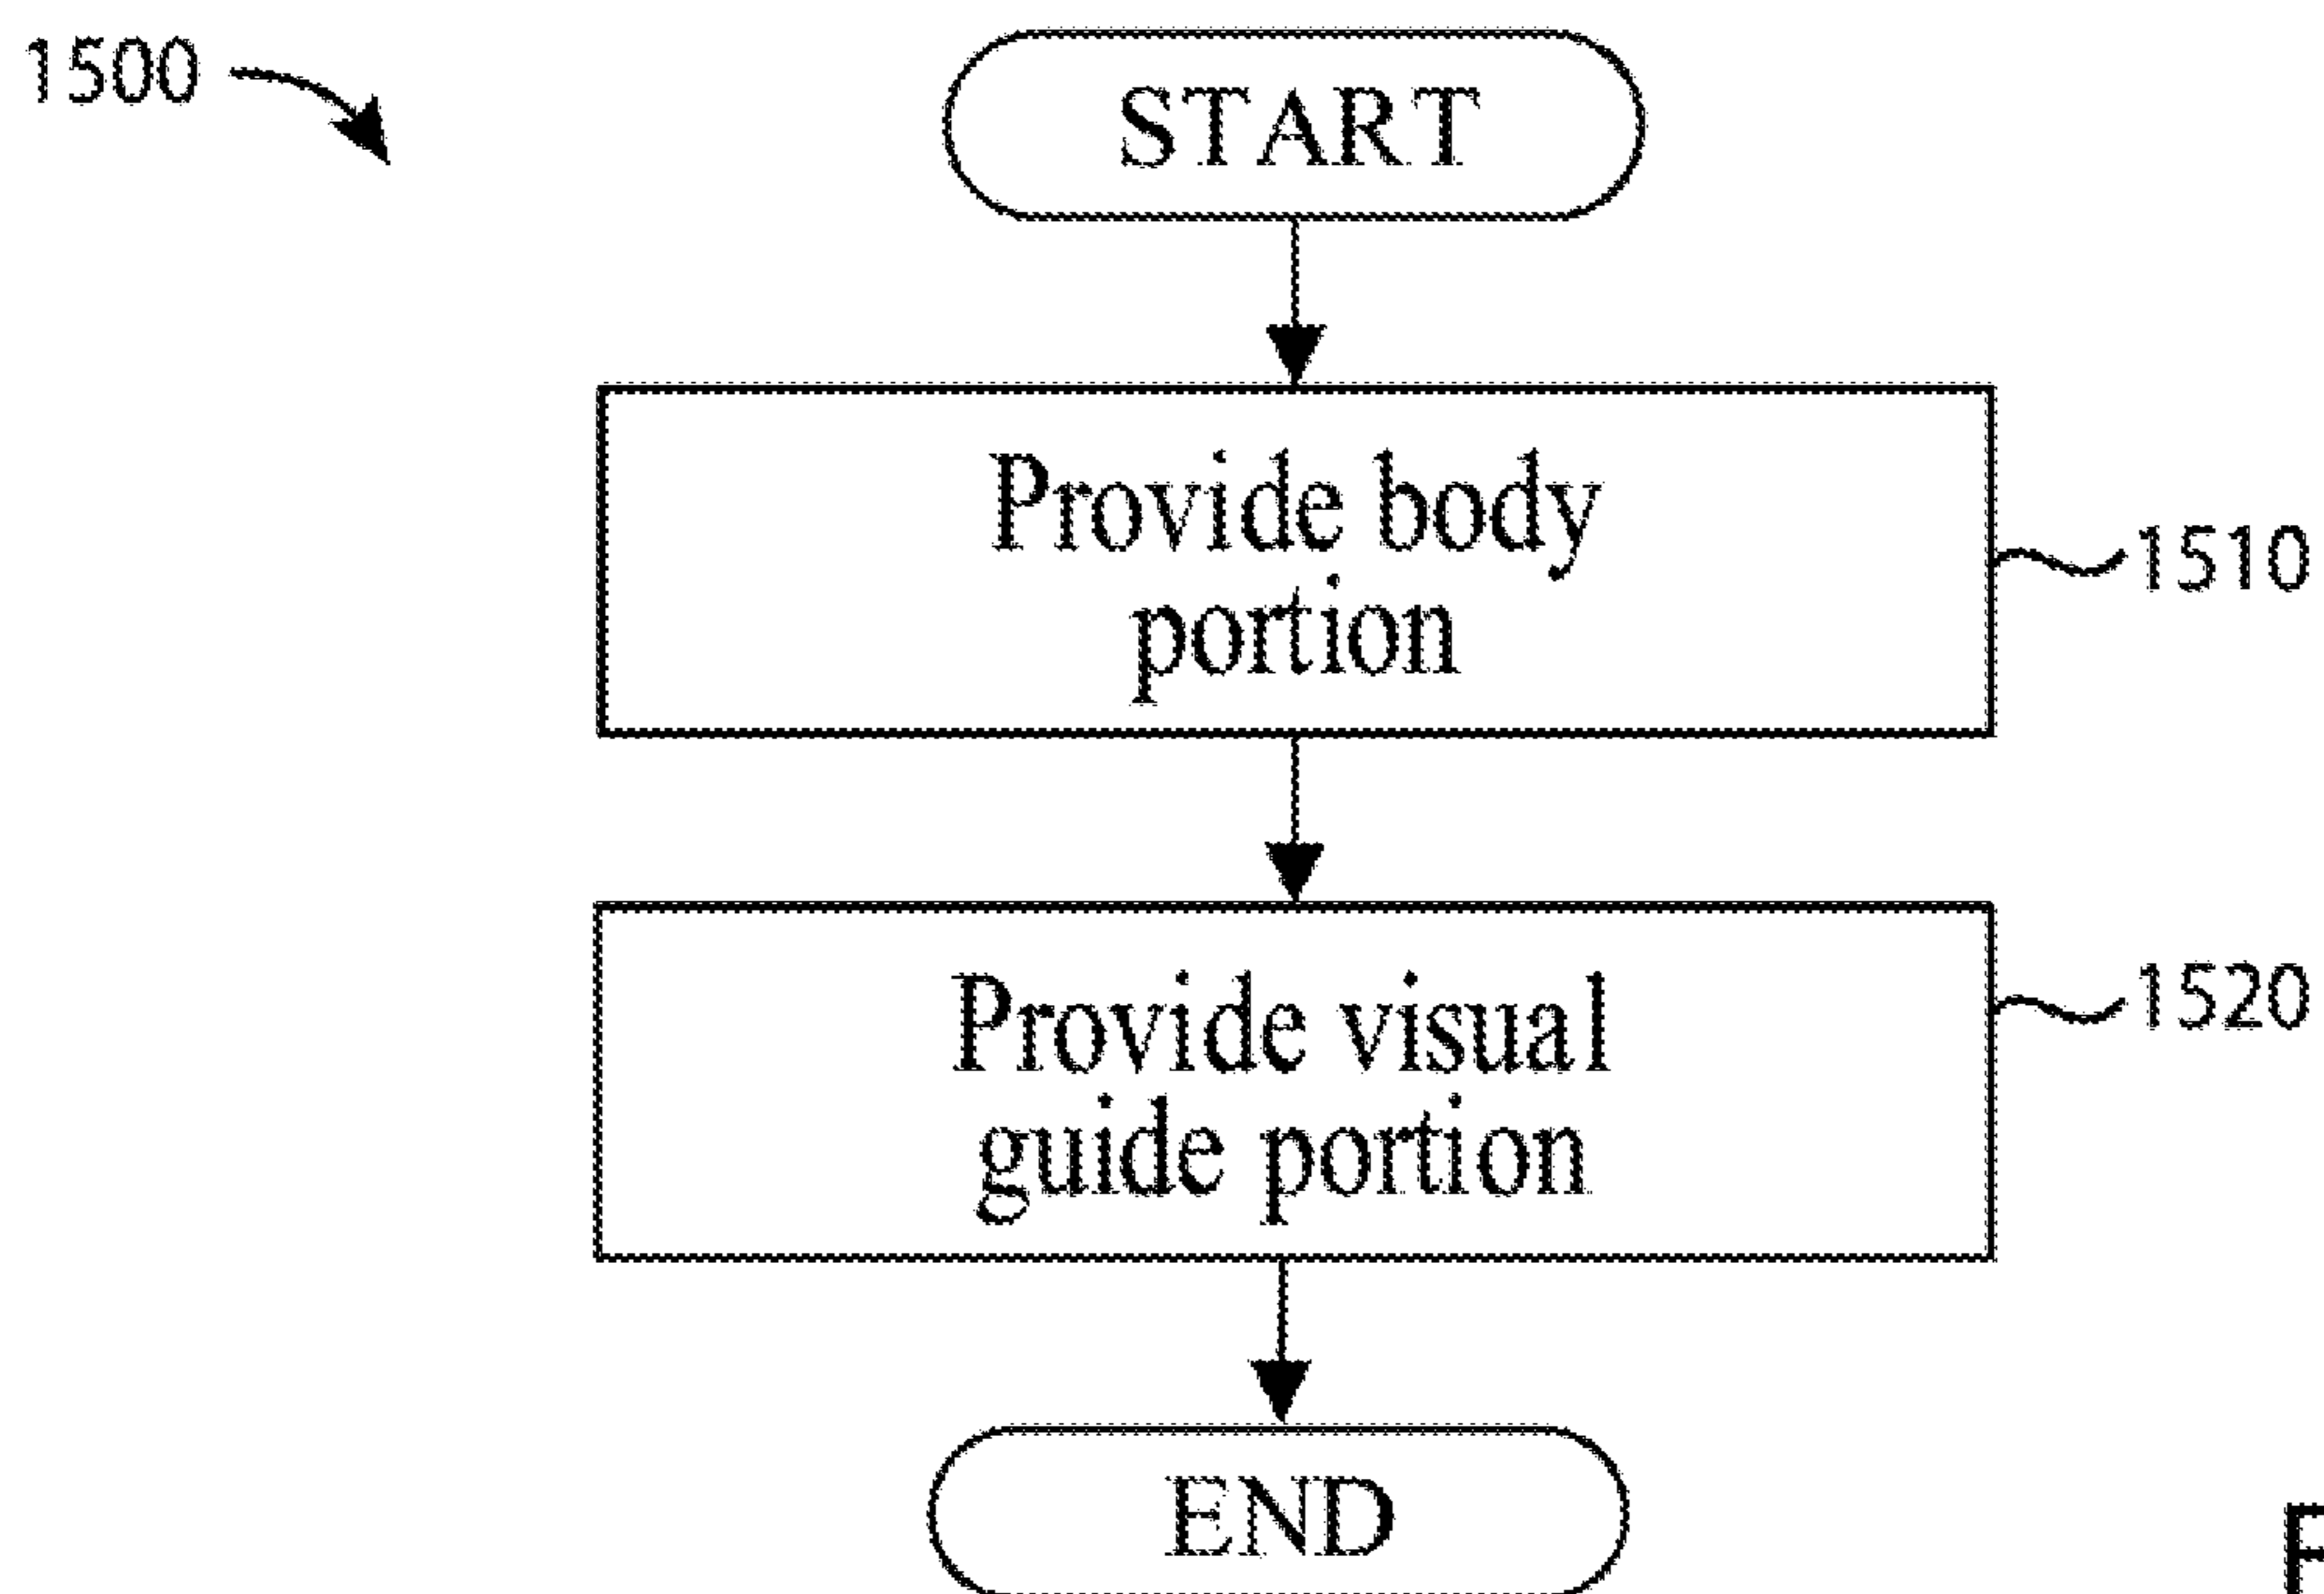 1500
START
Provide body
portion
1510
Provide visual
guide portion
1520
END